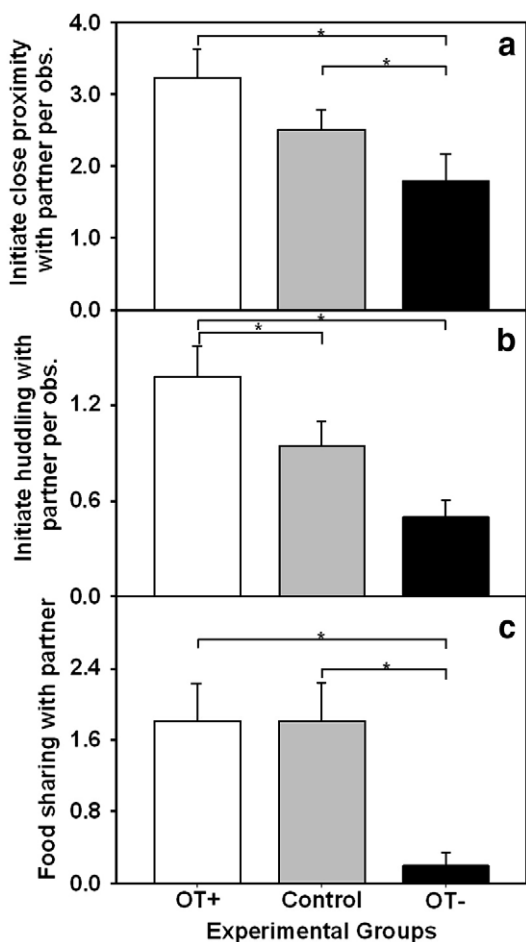 4.0
3.0
2.0
1.0
0.0
Initiate close proximity
with partner per obs.
*
*
a
1.2
0.6
0.0
Initiate huddling with
partner per obs.
*
*
b
2.4
1.6
0.8
0.0
Food sharing with partner
*
*
c
OT+ Control OT-
Experimental Groups